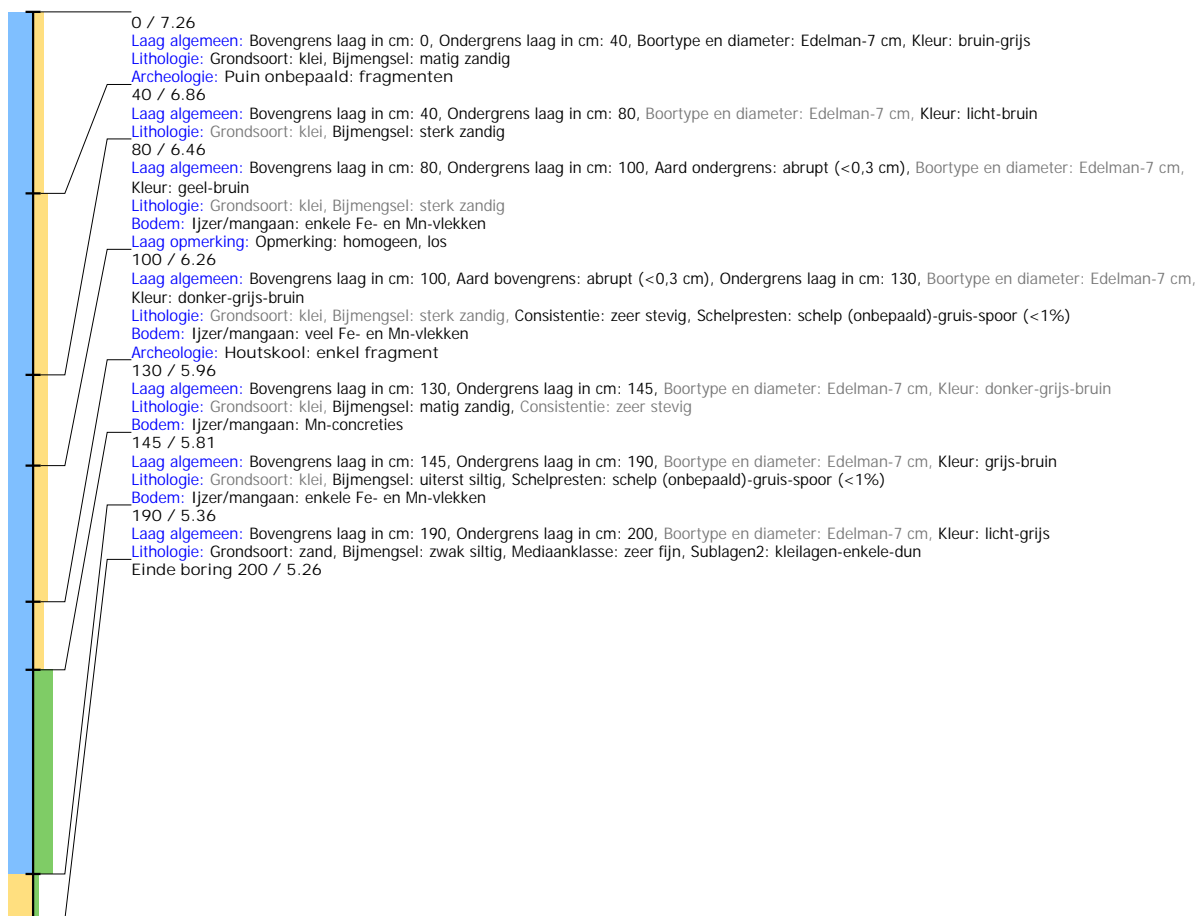 0 / 7.26
Laag algemeen: Bovengrens laag in cm: 0, Ondergrens laag in cm: 40, Boortype en diameter: Edelman-7 cm, Kleur: bruin-grijs
Lithologie: Grondsoort: klei, Bijmengsel: matig zandig
Archeologie: Puin onbepaald: fragmenten
40 / 6.86
Laag algemeen: Bovengrens laag in cm: 40, Ondergrens laag in cm: 80, Boortype en diameter: Edelman-7 cm, Kleur: licht-bruin
Lithologie: Grondsoort: klei, Bijmengsel: sterk zandig
80 / 6.46
Laag algemeen: Bovengrens laag in cm: 80, Ondergrens laag in cm: 100, Aard ondergrens: abrupt (<0,3 cm), Boortype en diameter: Edelman-7 cm,
Kleur: geel-bruin
Lithologie: Grondsoort: klei, Bijmengsel: sterk zandig
Bodem: Ijzer/mangaan: enkele Fe- en Mn-vlekken
Laag opmerking: Opmerking: homogeen, los
100 / 6.26
Laag algemeen: Bovengrens laag in cm: 100, Aard bovengrens: abrupt (<0,3 cm), Ondergrens laag in cm: 130, Boortype en diameter: Edelman-7 cm,
Kleur: donker-grijs-bruin
Lithologie: Grondsoort: klei, Bijmengsel: sterk zandig, Consistentie: zeer stevig, Schelpresten: schelp (onbepaald)-gruis-spoor (<1%)
Bodem: Ijzer/mangaan: veel Fe- en Mn-vlekken
Archeologie: Houtskool: enkel fragment
130 / 5.96
Laag algemeen: Bovengrens laag in cm: 130, Ondergrens laag in cm: 145, Boortype en diameter: Edelman-7 cm, Kleur: donker-grijs-bruin
Lithologie: Grondsoort: klei, Bijmengsel: matig zandig, Consistentie: zeer stevig
Bodem: Ijzer/mangaan: Mn-concreties
145 / 5.81
Laag algemeen: Bovengrens laag in cm: 145, Ondergrens laag in cm: 190, Boortype en diameter: Edelman-7 cm, Kleur: grijs-bruin
Lithologie: Grondsoort: klei, Bijmengsel: uiterst siltig, Schelpresten: schelp (onbepaald)-gruis-spoor (<1%)
Bodem: Ijzer/mangaan: enkele Fe- en Mn-vlekken
190 / 5.36
Laag algemeen: Bovengrens laag in cm: 190, Ondergrens laag in cm: 200, Boortype en diameter: Edelman-7 cm, Kleur: licht-grijs
Lithologie: Grondsoort: zand, Bijmengsel: zwak siltig, Mediaanklasse: zeer fijn, Sublagen2: kleilagen-enkele-dun
Einde boring 200 / 5.26